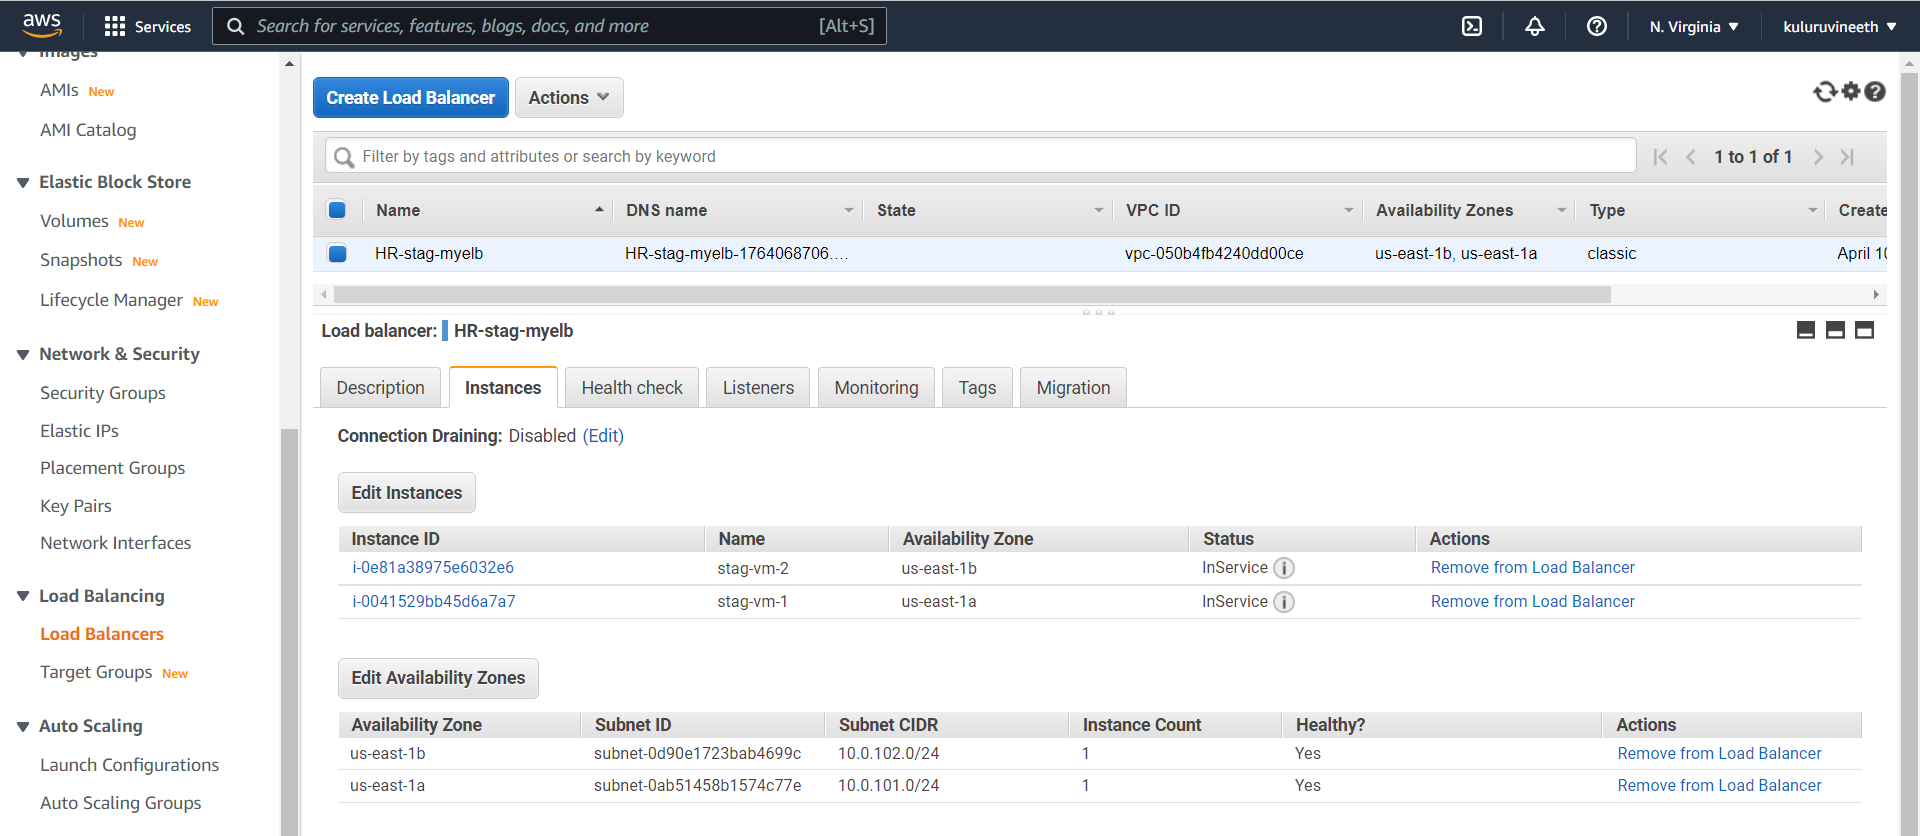 aws Services Search for services, features, blogs, docs, and more [Alt+S] N. Virginia kuluruvineeth
Images
AMIs New
AMI Catalog
Elastic Block Store
Volumes New
Snapshots New
Lifecycle Manager New
Network & Security
Security Groups
Elastic IPs
Placement Groups
Key Pairs
Network Interfaces
Load Balancing
Load Balancers
Target Groups New
Auto Scaling
Launch Configurations
Auto Scaling Groups
Create Load Balancer Actions
Filter by tags and attributes or search by keyword 1 to 1 of 1
Name DNS name State VPC ID Availability Zones Type Create
HR-stag-myelb HR-stag-myelb-1764068706.... vpc-050b4fb4240dd00ce us-east-1b, us-east-1a classic April 10
Load balancer: HR-stag-myelb
Description Instances Health check Listeners Monitoring Tags Migration
Connection Draining: Disabled (Edit)
Edit Instances
Instance ID Name Availability Zone Status Actions
i-0e81a38975e6032e6 stag-vm-2 us-east-1b InService Remove from Load Balancer
i-0041529bb45d6a7a7 stag-vm-1 us-east-1a InService Remove from Load Balancer
Edit Availability Zones
Availability Zone Subnet ID Subnet CIDR Instance Count Healthy? Actions
us-east-1b subnet-0d90e1723bab4699c 10.0.102.0/24 1 Yes Remove from Load Balancer
us-east-1a subnet-0ab51458b1574c77e 10.0.101.0/24 1 Yes Remove from Load Balancer